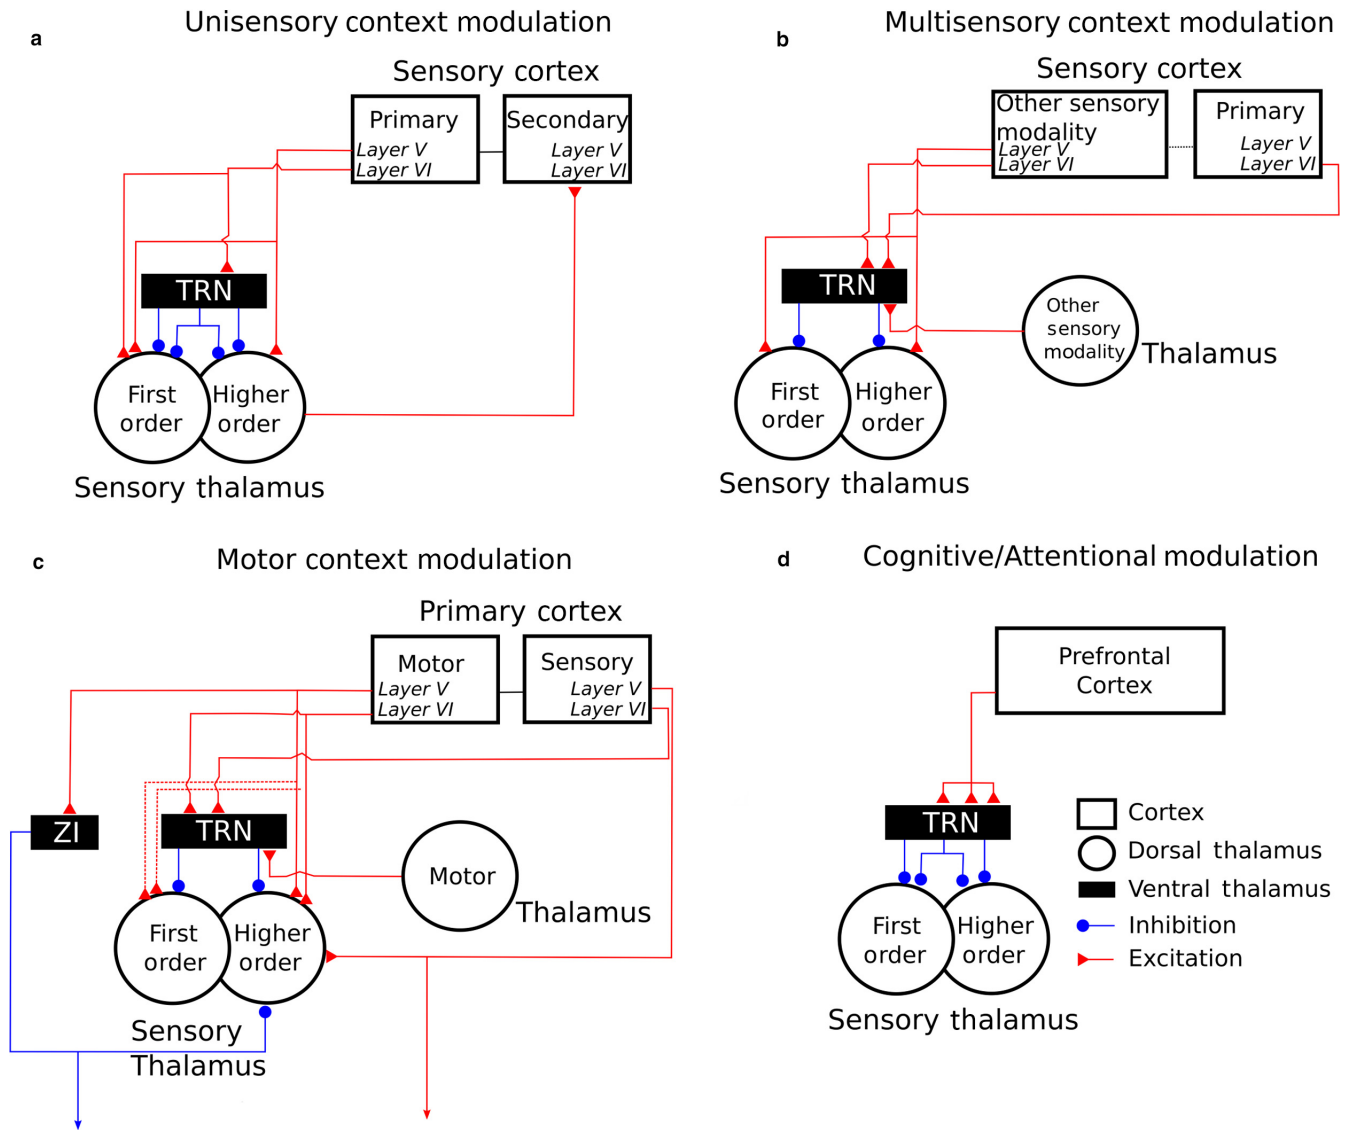 a
Unisensory context modulation
Sensory cortex
Primary
Layer V
Layer VI
Secondary
Layer V
Layer VI
TRN
First
order
Higher
order
Sensory thalamus
b
Multisensory context modulation
Sensory cortex
Other sensory
modality
Layer V
Layer VI
Primary
Layer V
Layer VI
TRN
Other
sensory
modality
Thalamus
First
order
Higher
order
Sensory thalamus
c
Motor context modulation
Primary cortex
Motor
Layer V
Layer VI
Sensory
Layer V
Layer VI
ZI
TRN
Motor
Thalamus
First
order
Higher
order
Sensory
Thalamus
d
Cognitive/Attentional modulation
Prefrontal
Cortex
TRN
First
order
Higher
order
Sensory thalamus
Cortex
Dorsal thalamus
Ventral thalamus
Inhibition
Excitation